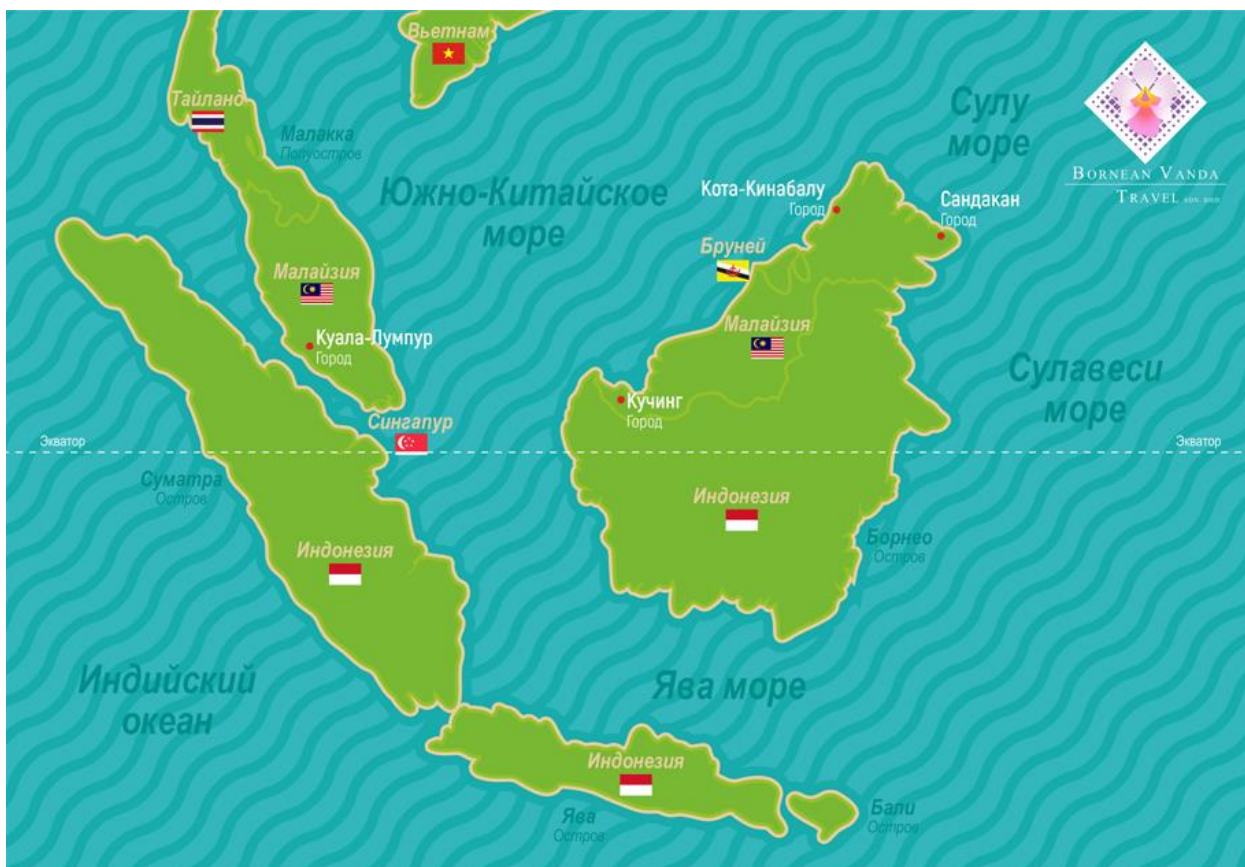 Вьетнам
Тайланд
Малакка
Полуостров
Сулу
море
BORNEAN VANDA
TRAVEL SDN BHD
Южно-Китайское
море
Кота-Кинабалу
Город
Сандакан
Город
Бруней
Малайзия
Малайзия
Куала-Лумпур
Город
Сулавеси
море
Кучинг
Город
Сингапур
Экватор
Экватор
Суматра
Остров
Индонезия
Индонезия
Борнео
Остров
Индийский
океан
Ява море
Индонезия
Ява
Остров
Бали
Остров